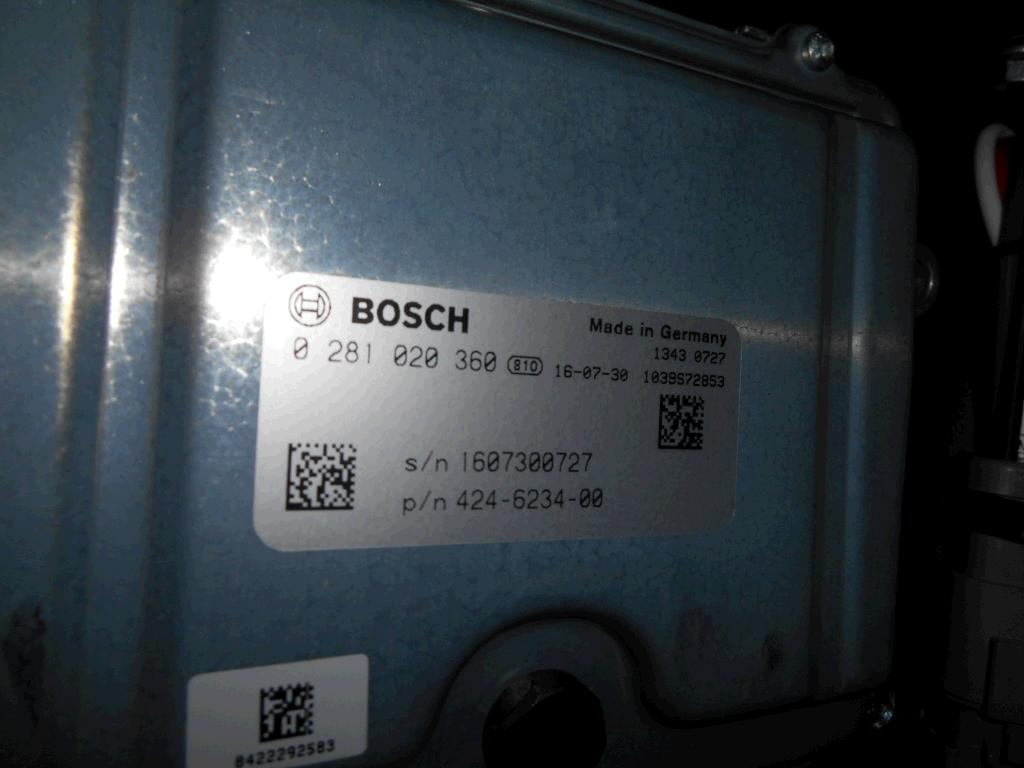 BOSCH
Made in Germany
0 281 020 360 810 16-07-30
1343 0727
1039S72853
s/n 1607300727
p/n 424-6234-00
8422292583